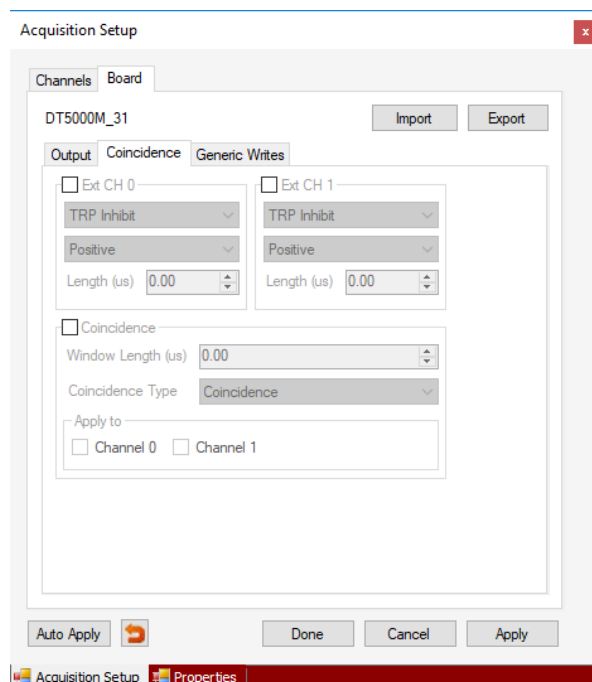 Acquisition Setup
x
Channels Board
DT5000M_31 Import Export
Output Coincidence Generic Writes
Ext CH 0 Ext CH 1
TRP Inhibit TRP Inhibit
Positive Positive
Length (us) 0.00 Length (us) 0.00
Coincidence
Window Length (us) 0.00
Coincidence Type Coincidence
Apply to
Channel 0 Channel 1
Auto Apply Done Cancel Apply
Acquisition Setup Properties